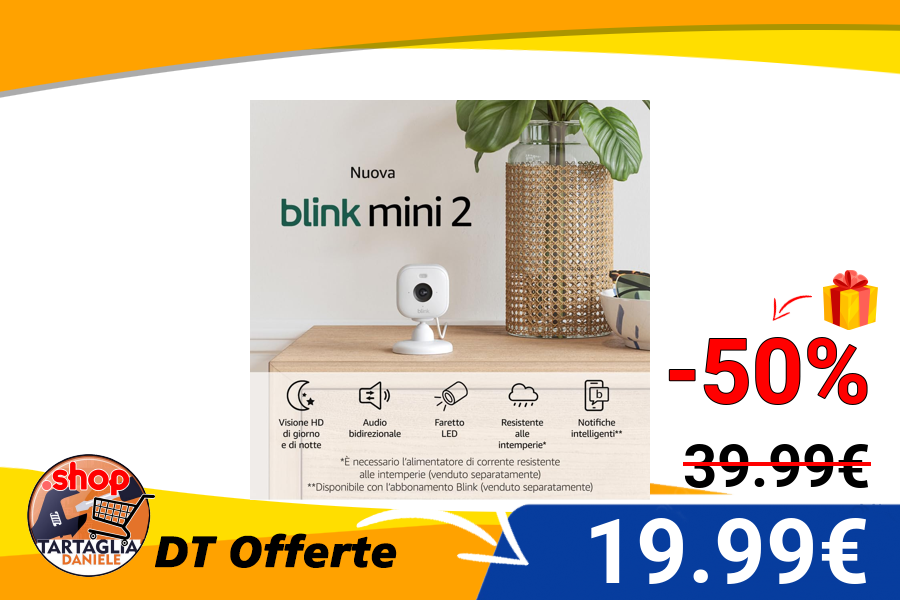 Nuova
blink mini 2
blink
b
Visione HD
di giorno
e di notte
Audio
bidirezionale
Faretto
LED
Resistente
alle
intemperie*
Notifiche
intelligenti**
*È necessario l'alimentatore di corrente resistente
alle intemperie (venduto separatamente)
**Disponibile con l'abbonamento Blink (venduto separatamente)
-50%
39.99€
19.99€
.shop
TARTAGLIA
DANIELE
DT Offerte